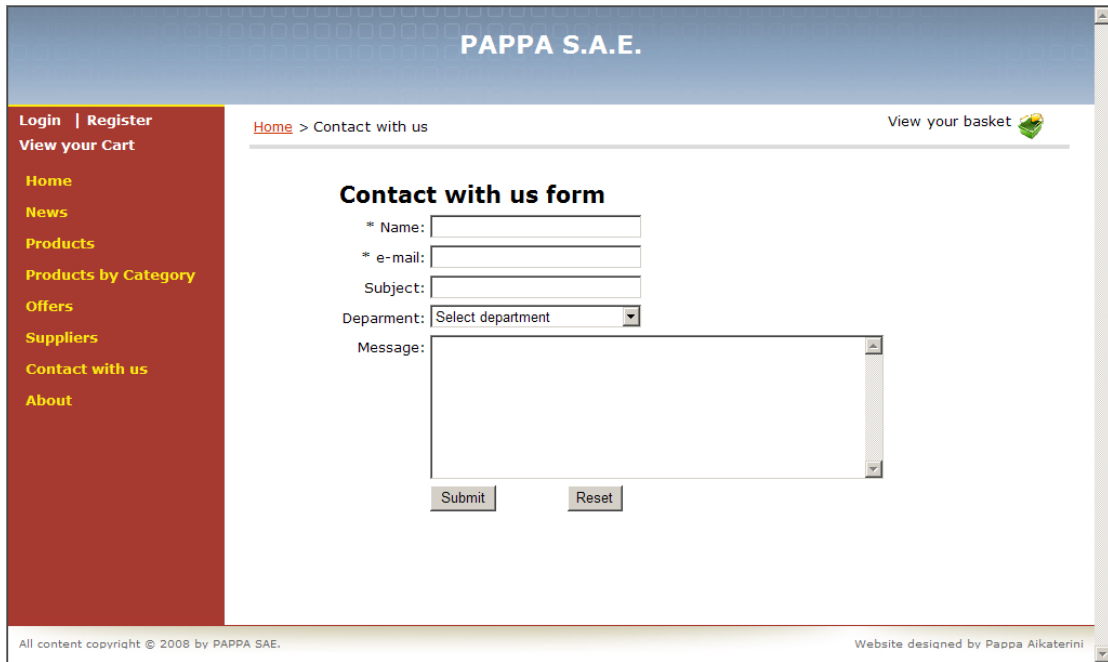 PAPPA S.A.E.
Login | Register
View your Cart
Home
News
Products
Products by Category
Offers
Suppliers
Contact with us
About
Home > Contact with us
View your basket
Contact with us form
* Name:
* e-mail:
Subject:
Deparment: Select department
Message:
Submit Reset
All content copyright © 2008 by PAPPA SAE.
Website designed by Pappa Aikaterini